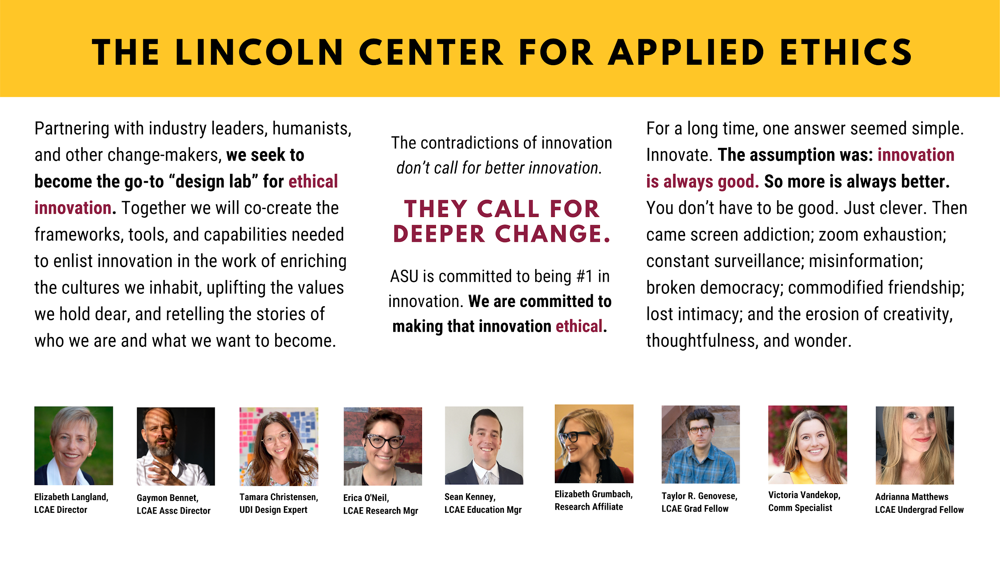 THE LINCOLN CENTER FOR APPLIED ETHICS
Partnering with industry leaders, humanists,
and other change-makers, we seek to
become the go-to “design lab” for ethical
innovation. Together we will co-create the
frameworks, tools, and capabilities needed
to enlist innovation in the work of enriching
the cultures we inhabit, uplifting the values
we hold dear, and retelling the stories of
who we are and what we want to become.
The contradictions of innovation
don’t call for better innovation.
THEY CALL FOR
DEEPER CHANGE.
ASU is committed to being #1 in
innovation. We are committed to
making that innovation ethical.
For a long time, one answer seemed simple.
Innovate. The assumption was: innovation
is always good. So more is always better.
You don’t have to be good. Just clever. Then
came screen addiction; zoom exhaustion;
constant surveillance; misinformation;
broken democracy; commodified friendship;
lost intimacy; and the erosion of creativity,
thoughtfulness, and wonder.
Elizabeth Langland,
LCAE Director
Gaymon Bennet,
LCAE Assc Director
Tamara Christensen,
UDI Design Expert
Erica O'Neil,
LCAE Research Mgr
Sean Kenney,
LCAE Education Mgr
Elizabeth Grumbach,
Research Affiliate
Taylor R. Genovese,
LCAE Grad Fellow
Victoria Vandekop,
Comm Specialist
Adrianna Matthews
LCAE Undergrad Fellow